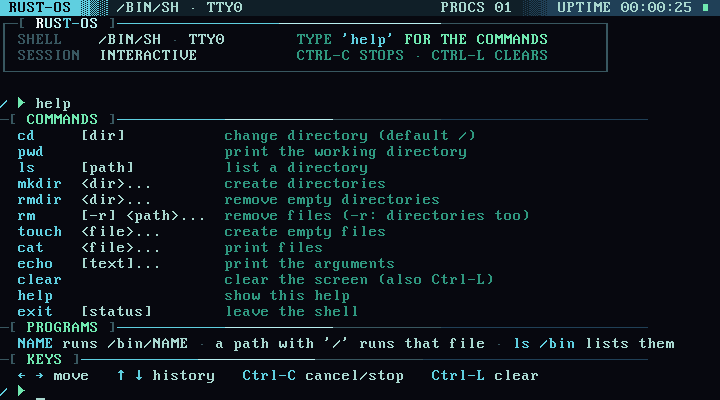 RUST-OS /BIN/SH · TTY0 PROCS 01 UPTIME 00:00:25
[ RUST-OS ]
SHELL /BIN/SH · TTY0 TYPE 'help' FOR THE COMMANDS
SESSION INTERACTIVE CTRL-C STOPS · CTRL-L CLEARS
/ help
[ COMMANDS ]
cd [dir] change directory (default /)
pwd print the working directory
ls [path] list a directory
mkdir <dir>... create directories
rmdir <dir>... remove empty directories
rm [-r] <path>... remove files (-r: directories too)
touch <file>... create empty files
cat <file>... print files
echo [text]... print the arguments
clear clear the screen (also Ctrl-L)
help show this help
exit [status] leave the shell
[ PROGRAMS ]
NAME runs /bin/NAME · a path with '/' runs that file · ls /bin lists them
[ KEYS ]
← → move ↑ ↓ history Ctrl-C cancel/stop Ctrl-L clear
/